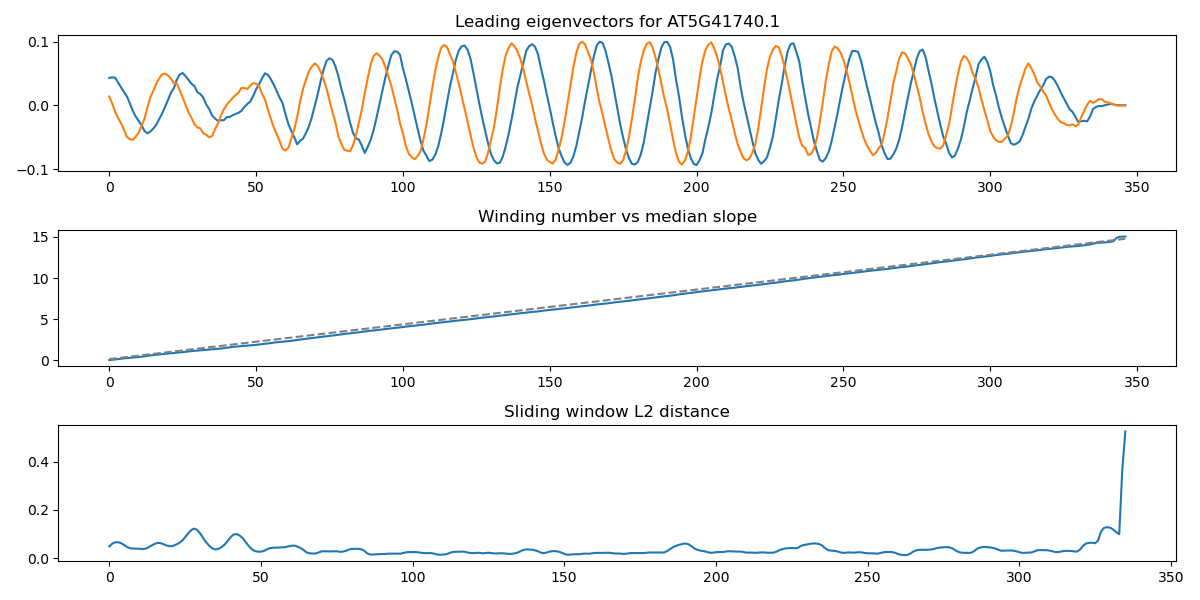 Leading eigenvectors for AT5G41740.1
0.1
0.0
−0.1
0 50 100 150 200 250 300 350
Winding number vs median slope
15
10
5
0
0 50 100 150 200 250 300 350
Sliding window L2 distance
0.4
0.2
0.0
0 50 100 150 200 250 300 350